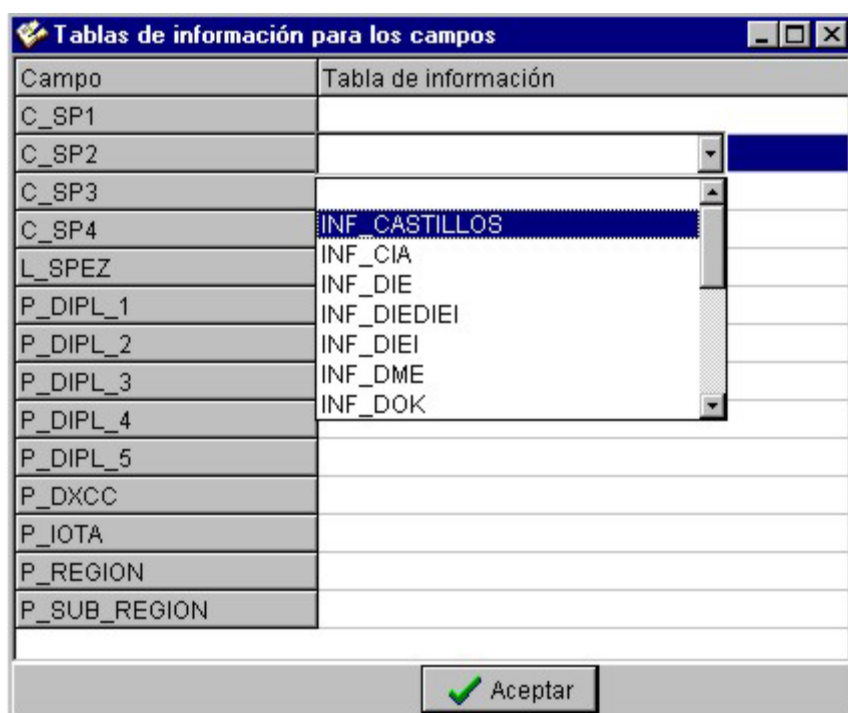 Tablas de información para los campos
Campo Tabla de información
C_SP1
C_SP2
C_SP3
C_SP4 INF_CASTILLOS
L_SPEZ INF_CIA
INF_DIE
P_DIPL_1 INF_DIEDIEI
P_DIPL_2 INF_DIEI
P_DIPL_3 INF_DME
P_DIPL_4 INF_DOK
P_DIPL_5
P_DXCC
P_IOTA
P_REGION
P_SUB_REGION
Aceptar